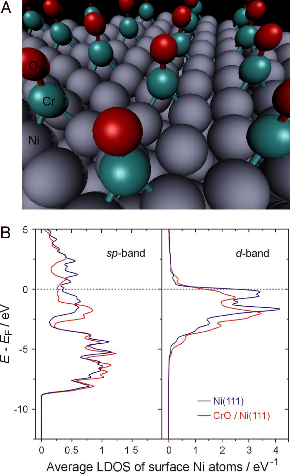 A
O
Cr
Ni
B
sp-band
d-band
5
0
-5
-10
E - EF / eV
0 0.5 1 1.5 0 1 2 3 4
Ni(111)
CrO / Ni(111)
Average LDOS of surface Ni atoms / eV⁻¹